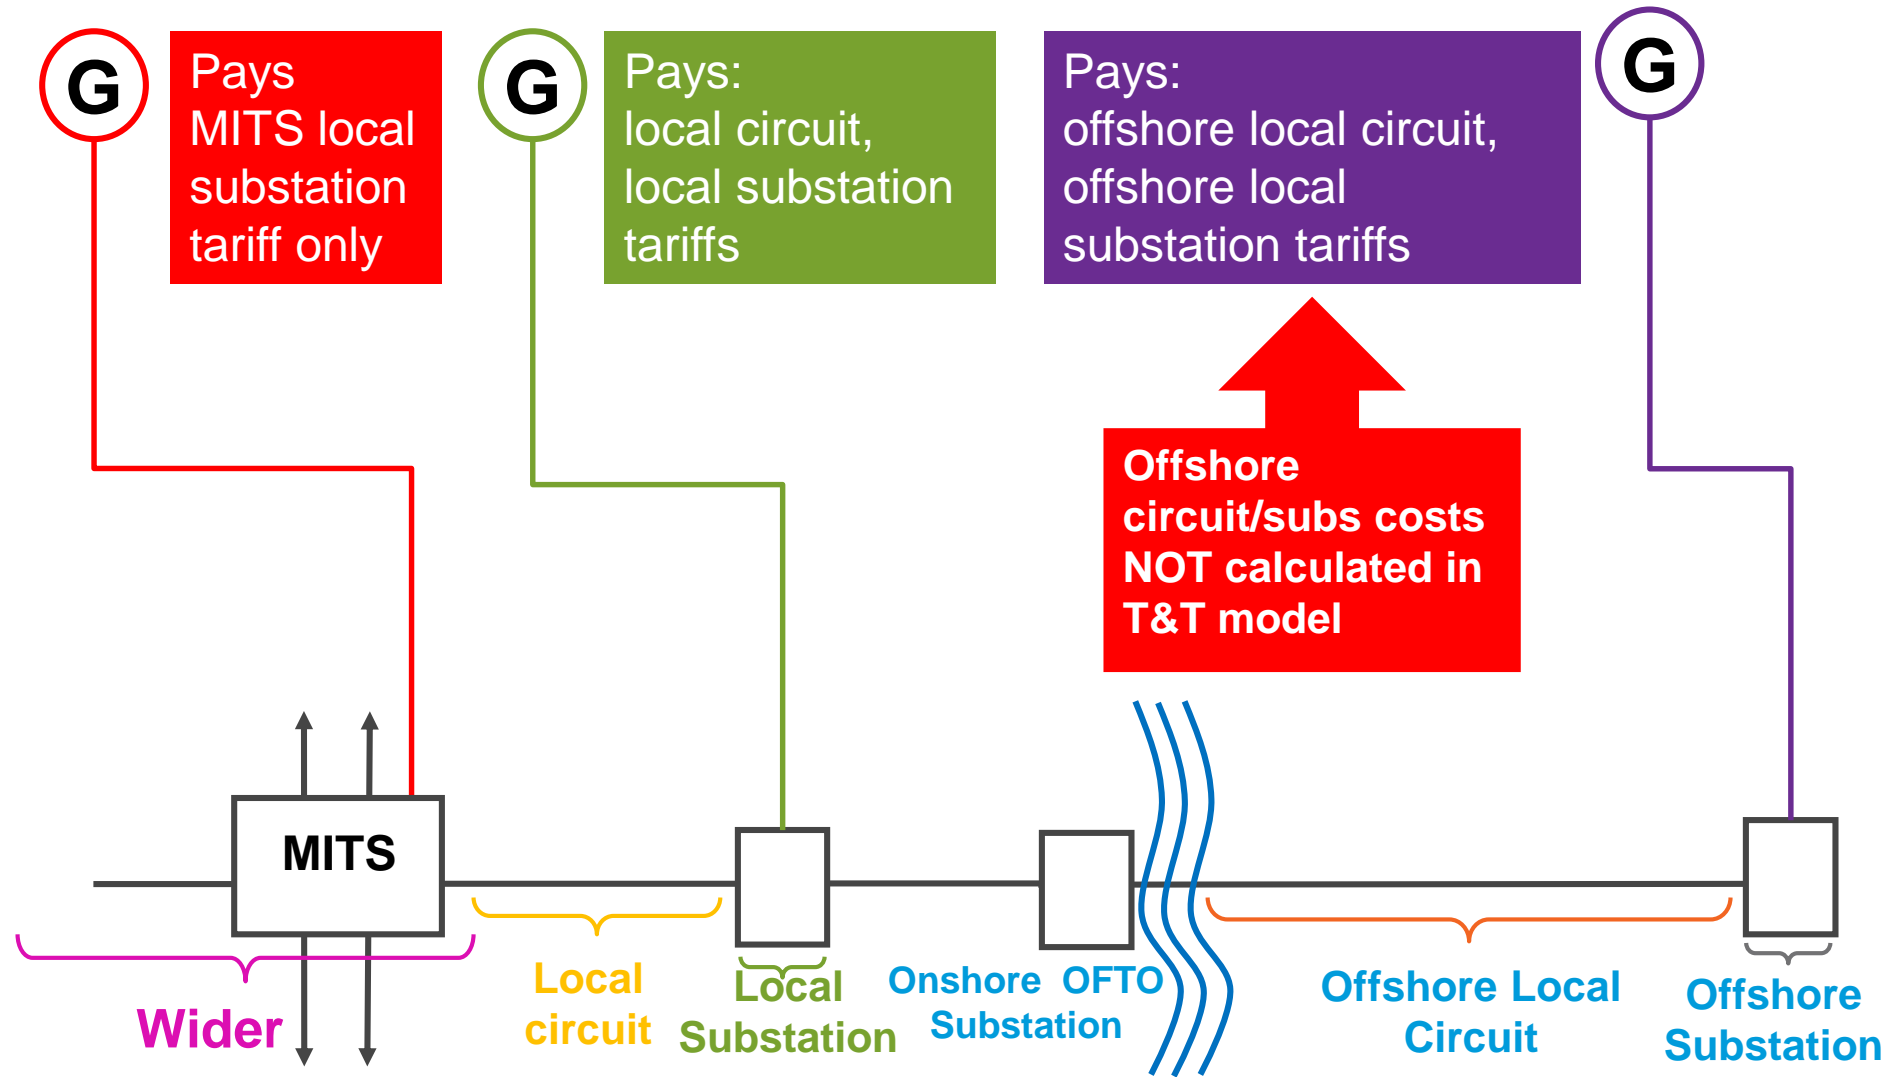 G
Pays
MITS local
substation
tariff only
G
Pays:
local circuit,
local substation
tariffs
Pays:
offshore local circuit,
offshore local
substation tariffs
G
Offshore
circuit/subs costs
NOT calculated in
T&T model
MITS
Wider
Local
circuit
Local
Substation
Onshore OFTO
Substation
Offshore Local
Circuit
Offshore
Substation